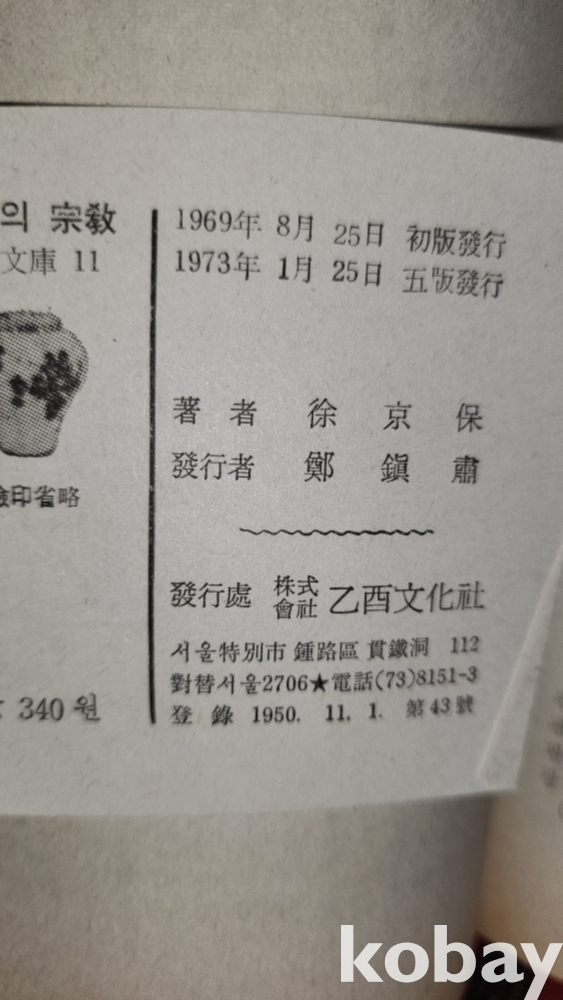 의 宗敎
文庫 11
印省略
340 원
1969年 8月 25日 初版發行
1973年 1月 25日 五版發行
著者 徐京保
發行者 鄭鎭肅
發行處 株式會社 乙酉文化社
서울特別市 鍾路區 貫鐵洞 112
對替서울2706★電話(73)8151-3
登錄 1950. 11. 1. 第43號
kobay